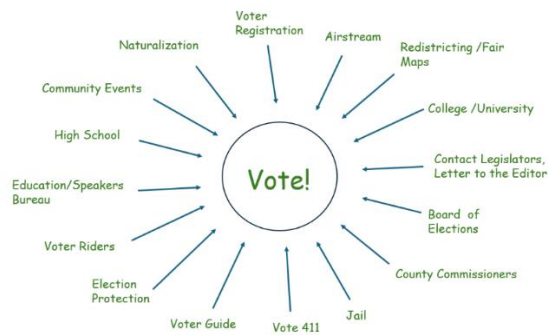 Voter
Registration
Airstream
Redistricting /Fair
Maps
College /University
Contact Legislators,
Letter to the Editor
Board of
Elections
County Commissioners
Jail
Vote 411
Voter Guide
Election
Protection
Voter Riders
Education/Speakers
Bureau
High School
Community Events
Naturalization
Vote!